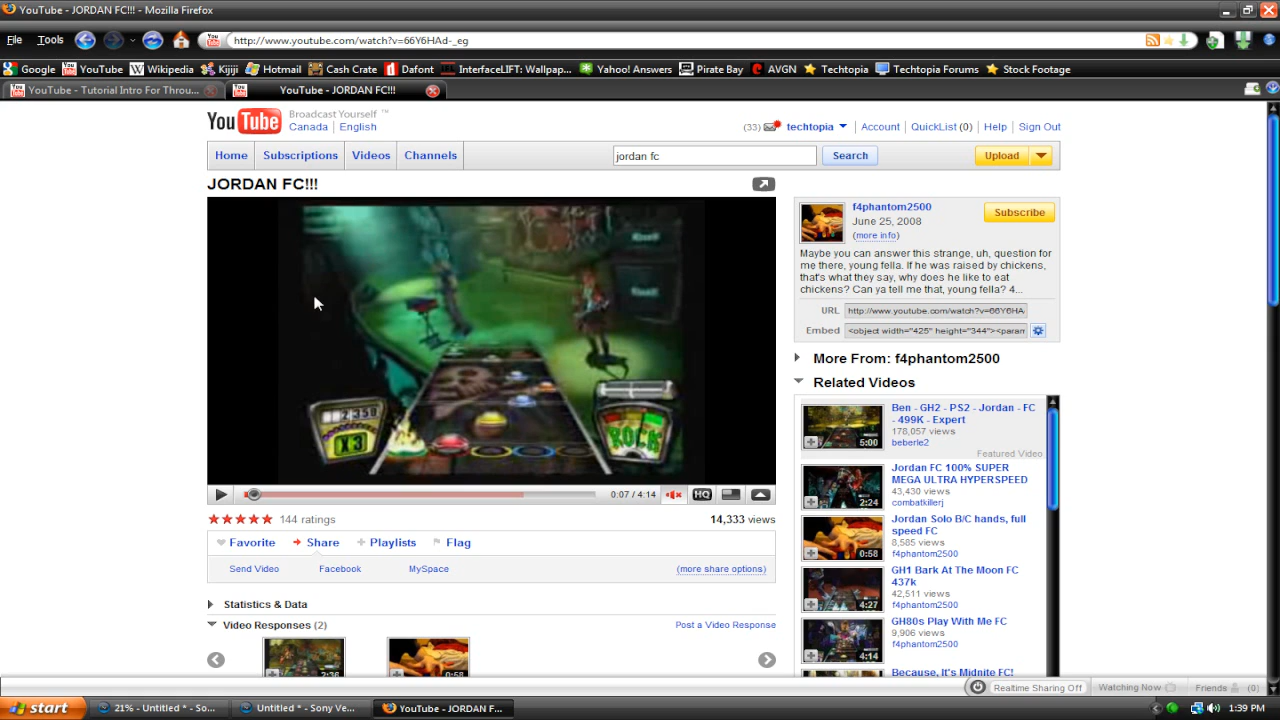 YouTube - JORDAN FC!!! - Mozilla Firefox
File Tools
http://www.youtube.com/watch?v=66Y6HAd-_eg
Google YouTube Wikipedia Kijiji Hotmail Cash Crate Dafont InterfaceLIFT: Wallpap... Yahoo! Answers Pirate Bay AVGN Techtopia Techtopia Forums Stock Footage
YouTube - Tutorial Intro For Throu... YouTube - JORDAN FC!!!
YouTube Broadcast Yourself ™
Canada English
(33) techtopia Account QuickList (0) Help Sign Out
Home Subscriptions Videos Channels jordan fc Search Upload
JORDAN FC!!!
f4phantom2500
June 25, 2008
(more info)
Subscribe
Maybe you can answer this strange, uh, question for
me there, young fella. If he was raised by chickens,
that's what they say, why does he like to eat
chickens? Can ya tell me that, young fella? 4...
URL http://www.youtube.com/watch?v=66Y6HA
Embed <object width="425" height="344"><param
2350
X3
ROCK
0:07 / 4:14 HQ
144 ratings 14,333 views
Favorite Share Playlists Flag
Send Video Facebook MySpace (more share options)
Statistics & Data
Video Responses (2) Post a Video Response
2:36 0:58
More From: f4phantom2500
Related Videos
Ben - GH2 - PS2 - Jordan - FC
- 499K - Expert
178,057 views
beberle2
5:00
Featured Video
Jordan FC 100% SUPER
MEGA ULTRA HYPERSPEED
43,430 views
combatkillerj
2:24
Jordan Solo B/C hands, full
speed FC
8,585 views
f4phantom2500
0:58
GH1 Bark At The Moon FC
437k
42,511 views
f4phantom2500
4:27
GH80s Play With Me FC
9,906 views
f4phantom2500
4:14
Because, It's Midnite FC!
Realtime Sharing Off Watching Now Friends (0)
start 21% - Untitled * - So... Untitled * - Sony Ve... YouTube - JORDAN F... 1:39 PM